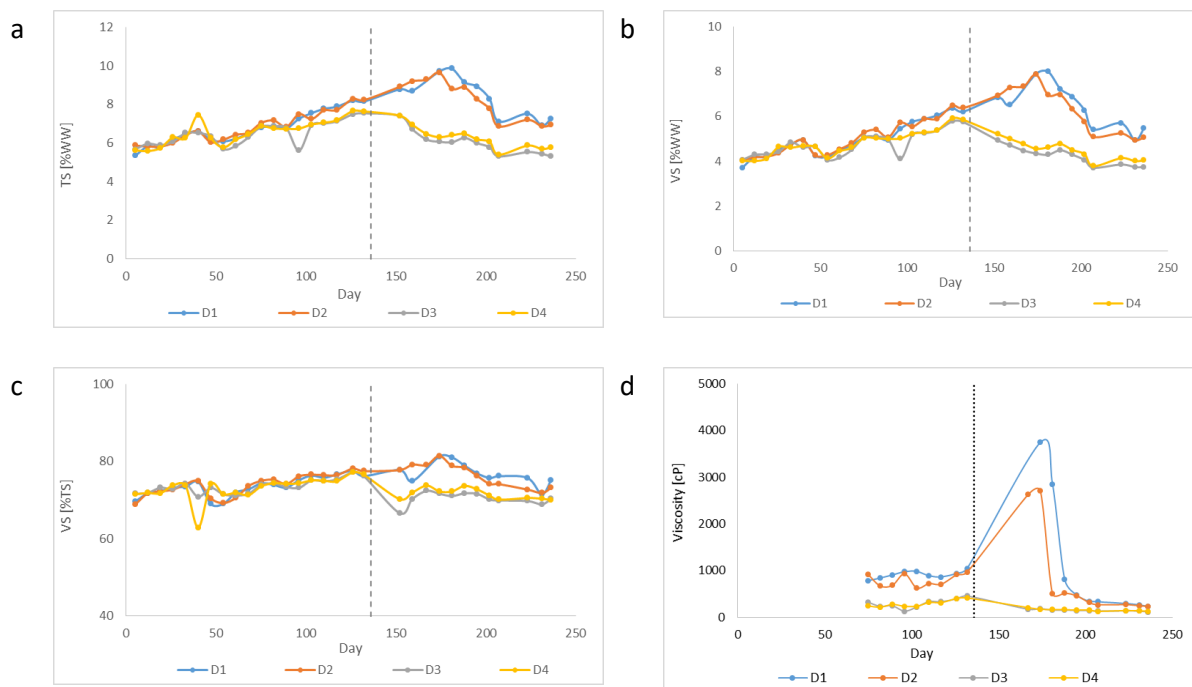 a
12
10
8
6
4
2
0
TS [%WW]
0 50 100 150 200 250
Day
D1 D2 D3 D4
b
10
8
6
4
2
0
VS [%WW]
0 50 100 150 200 250
Day
D1 D2 D3 D4
c
100
80
60
40
VS [%TS]
0 50 100 150 200 250
Day
D1 D2 D3 D4
d
5000
4000
3000
2000
1000
0
Viscosity [cP]
0 50 100 150 200 250
Day
D1 D2 D3 D4